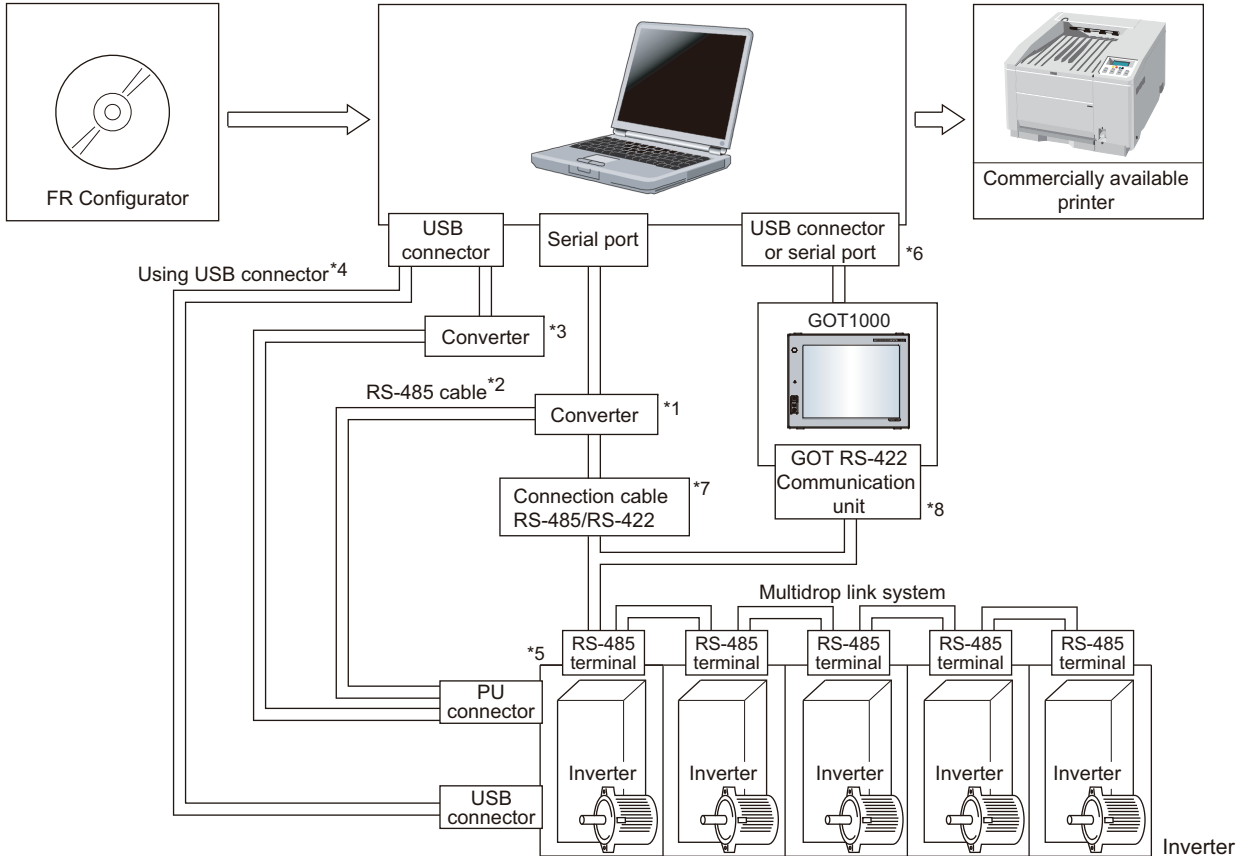 FR Configurator
Commercially available
printer
USB
connector
Serial port
USB connector
or serial port
*6
Using USB connector*4
GOT1000
Converter
*3
RS-485 cable*2
Converter
*1
GOT RS-422
Communication
unit
*8
Connection cable
RS-485/RS-422
*7
Multidrop link system
*5
RS-485
terminal
RS-485
terminal
RS-485
terminal
RS-485
terminal
RS-485
terminal
PU
connector
Inverter
Inverter
Inverter
Inverter
Inverter
USB
connector
Inverter